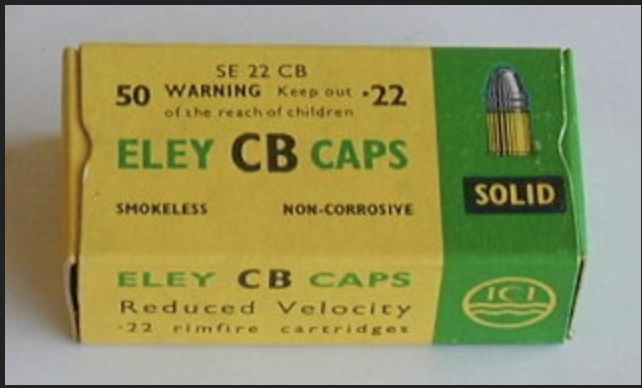 SE 22 CB
50 WARNING Keep out ·22
of the reach of children
ELEY CB CAPS
SMOKELESS NON-CORROSIVE
SOLID
ELEY CB CAPS
Reduced Velocity
·22 rimfire cartridges
ICI